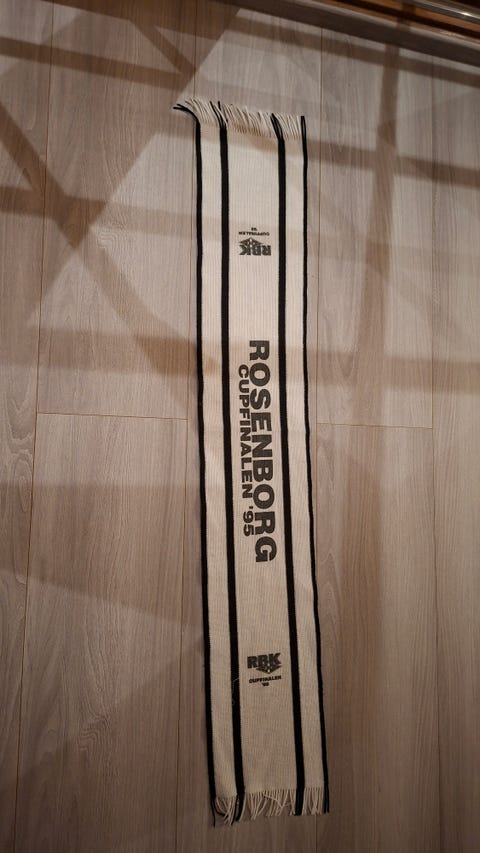 RBK
CUPFINALEN
'95
ROSENBORG
CUPFINALEN '95
RBK
CUPFINALEN
'95